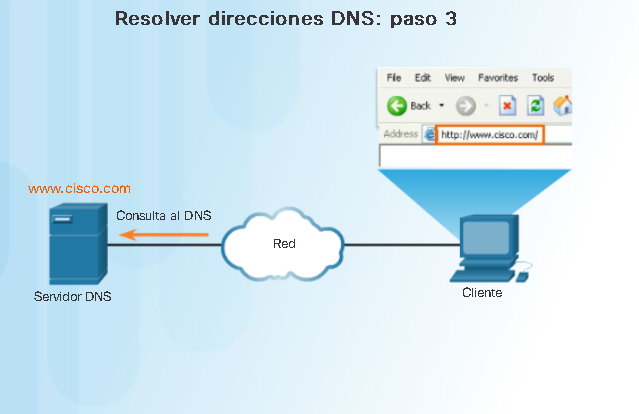 Resolver direcciones DNS: paso 3
File Edit View Favorites Tools
Back
Address http://www.cisco.com/
www.cisco.com
Consulta al DNS
Red
Servidor DNS
Cliente